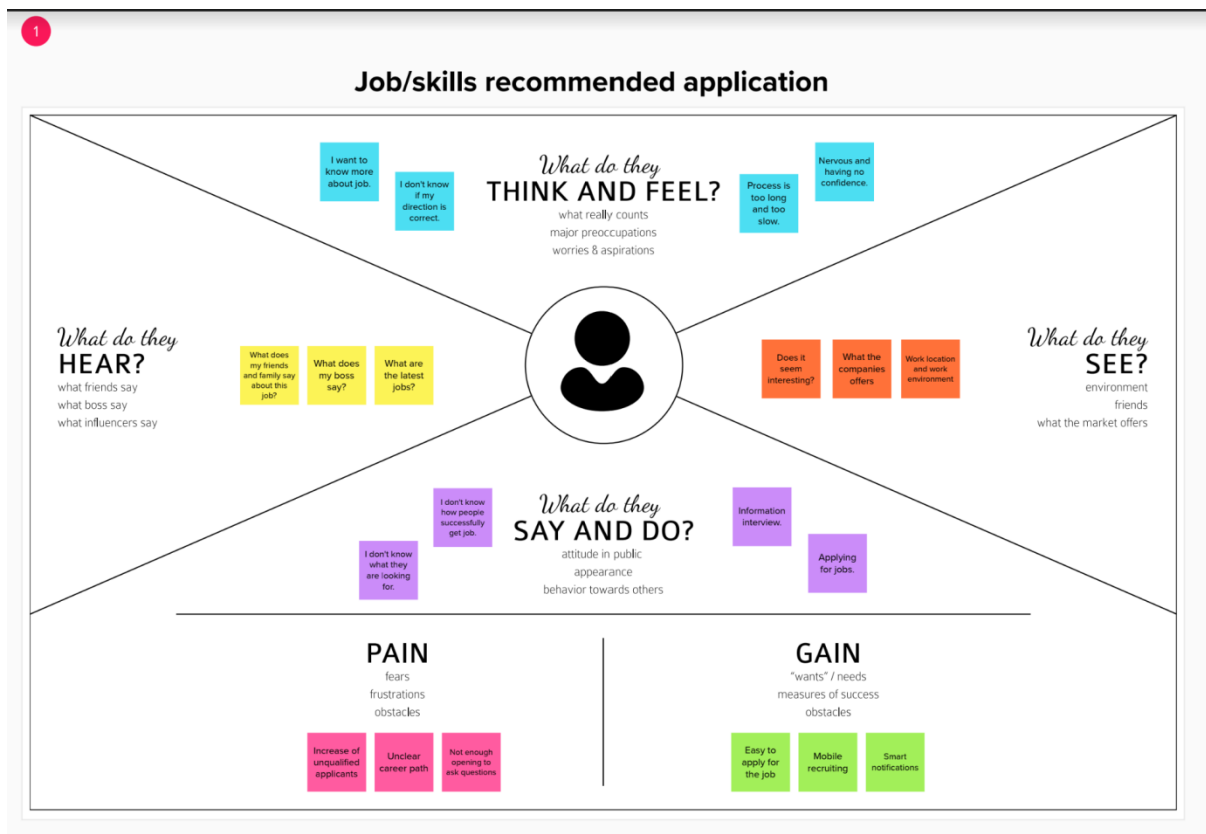 1
Job/skills recommended application
I want to
know more
about job.
I don't know
if my
direction is
correct.
What do they
THINK AND FEEL?
what really counts
major preoccupations
worries & aspirations
Process is
too long
and too
slow.
Nervous and
having no
confidence.
What do they
HEAR?
what friends say
what boss say
what influencers say
What does
my friends
and family say
about this
job?
What does
my boss
say?
What are
the latest
jobs?
Does it
seem
interesting?
What the
companies
offers
Work location
and work
environment
What do they
SEE?
environment
friends
what the market offers
I don't know
how people
successfully
get job.
I don't know
what they
are looking
for.
What do they
SAY AND DO?
attitude in public
appearance
behavior towards others
Information
interview.
Applying
for jobs.
PAIN
fears
frustrations
obstacles
Increase of
unqualified
applicants
Unclear
career path
Not enough
opening to
ask questions
GAIN
"wants" / needs
measures of success
obstacles
Easy to
apply for
the job
Mobile
recruiting
Smart
notifications